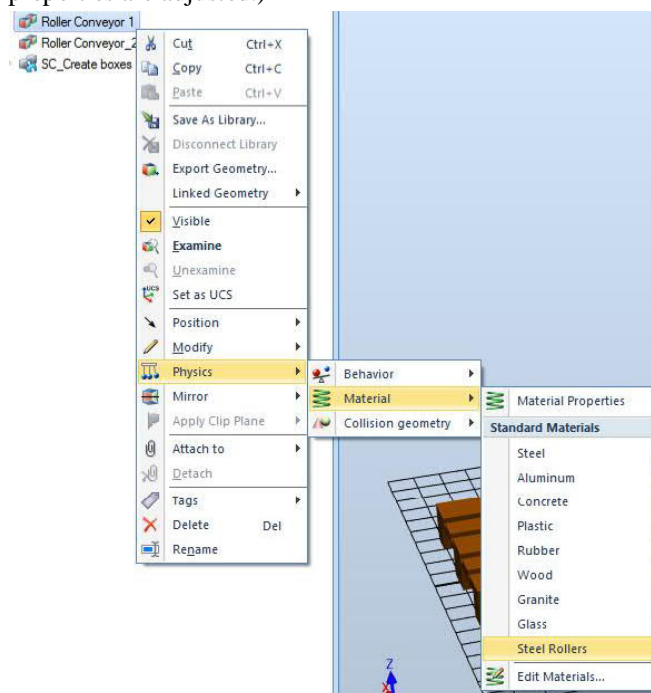 Roller Conveyor 1
Roller Conveyor_2
SC_Create boxes
Cut Ctrl+X
Copy Ctrl+C
Paste Ctrl+V
Save As Library...
Disconnect Library
Export Geometry...
Linked Geometry
Visible
Examine
Unexamine
Set as UCS
Position
Modify
Physics
Mirror
Apply Clip Plane
Attach to
Detach
Tags
Delete Del
Rename
Behavior
Material
Collision geometry
Material Properties
Standard Materials
Steel
Aluminum
Concrete
Plastic
Rubber
Wood
Granite
Glass
Steel Rollers
Edit Materials...
Z
X